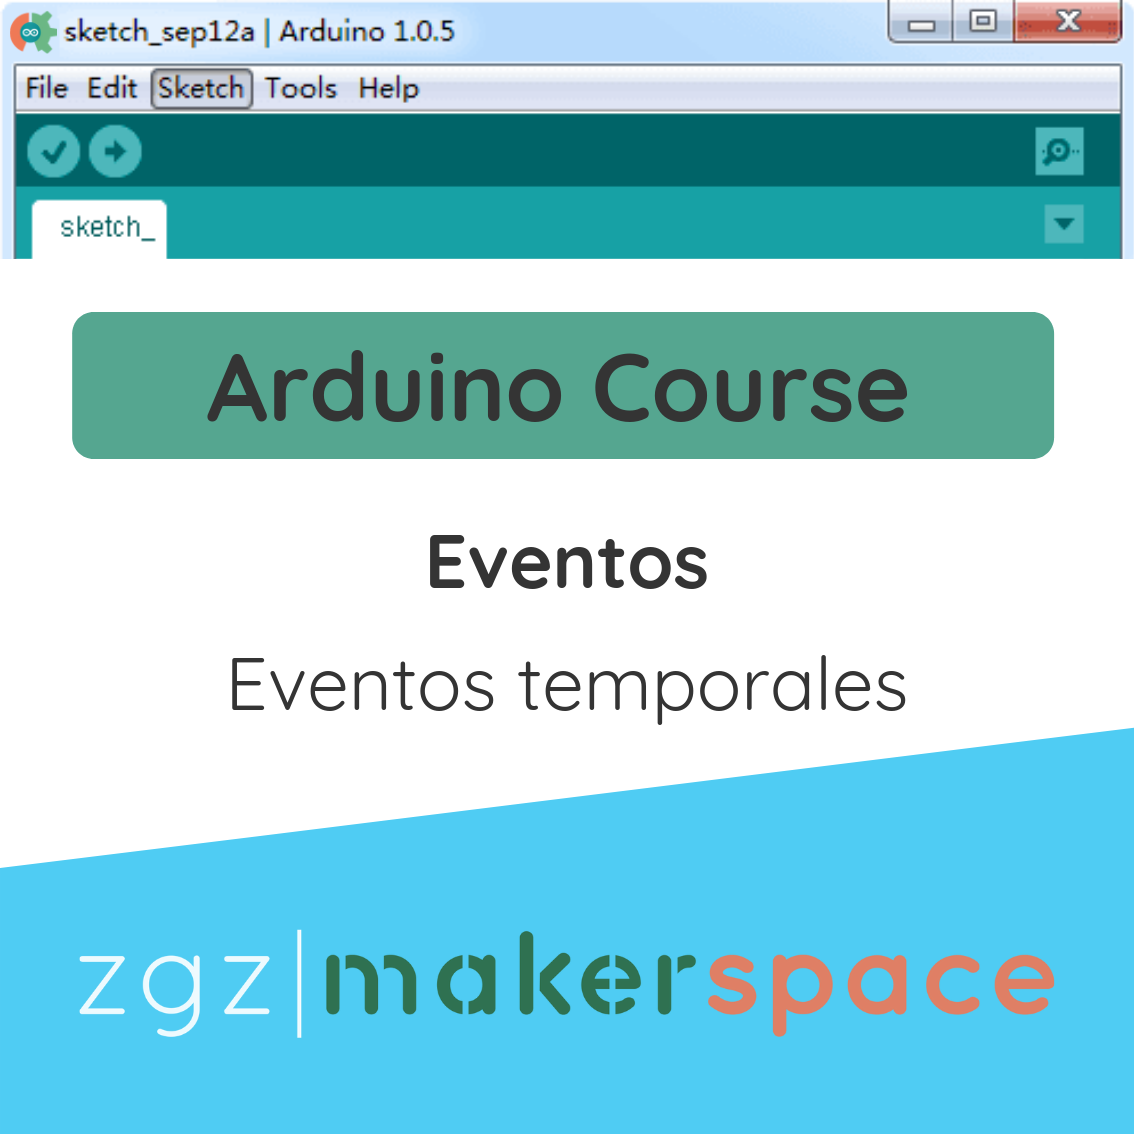 sketch_sep12a | Arduino 1.0.5
File Edit Sketch Tools Help
sketch_
Arduino Course
Eventos
Eventos temporales
zgz|makerspace